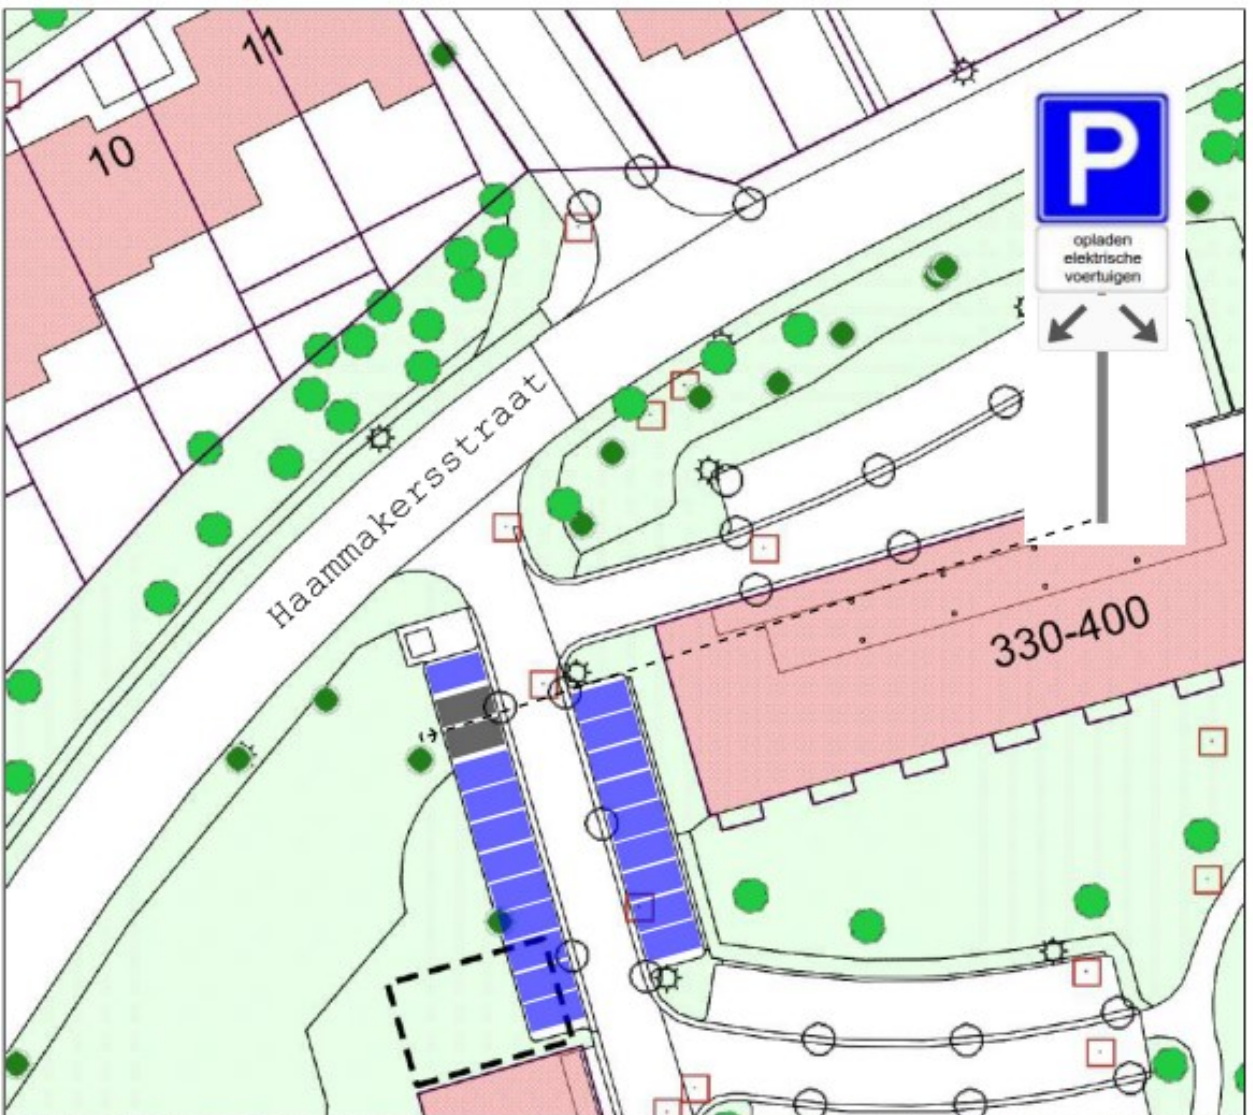 11
10
P
opladen
elektrische
voertuigen
Haammakersstraat
330-400